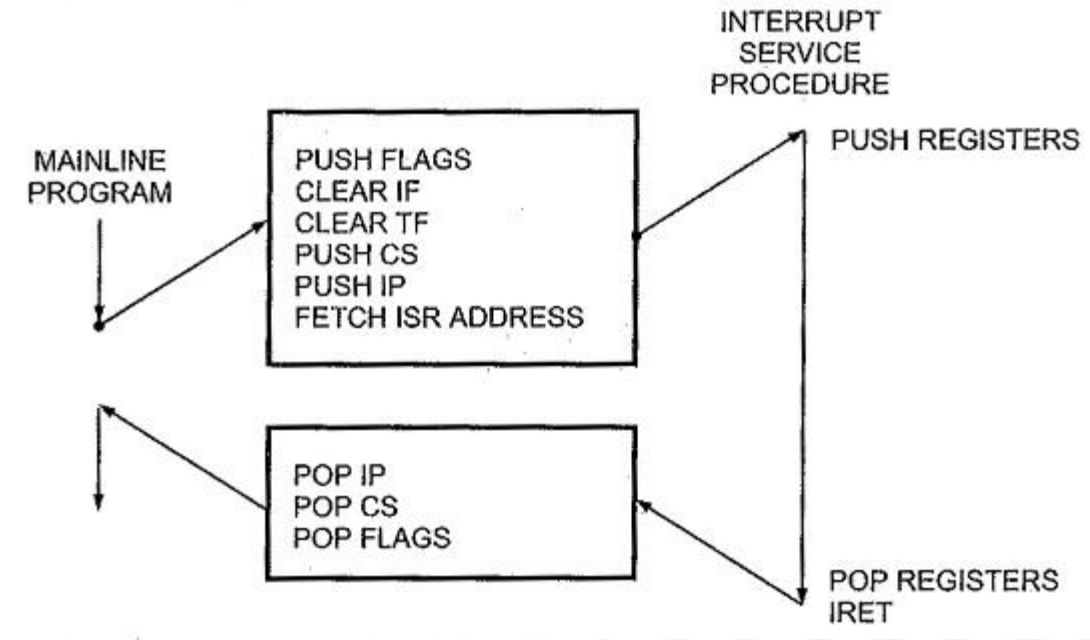 INTERRUPT
SERVICE
PROCEDURE
MAINLINE
PROGRAM
PUSH FLAGS
CLEAR IF
CLEAR TF
PUSH CS
PUSH IP
FETCH ISR ADDRESS
PUSH REGISTERS
POP IP
POP CS
POP FLAGS
POP REGISTERS
IRET